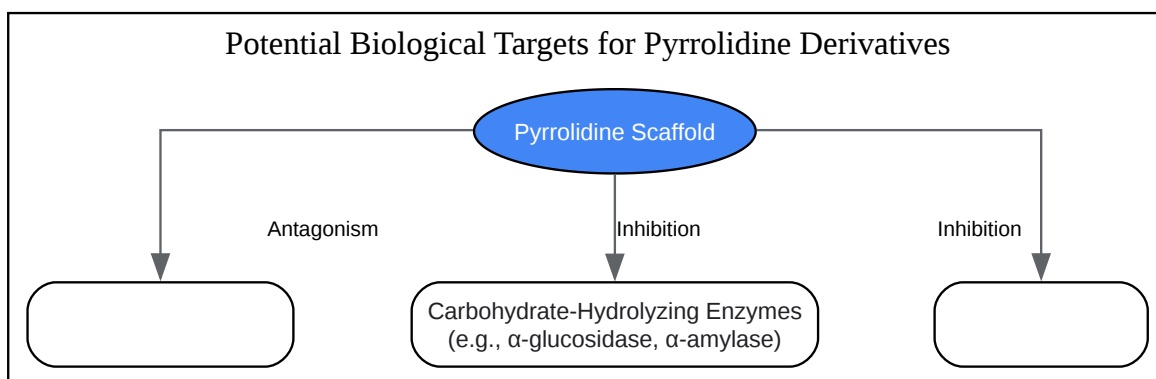 Potential Biological Targets for Pyrrolidine Derivatives
Pyrrolidine Scaffold
Antagonism
Inhibition
Inhibition
Carbohydrate-Hydrolyzing Enzymes
(e.g., α-glucosidase, α-amylase)